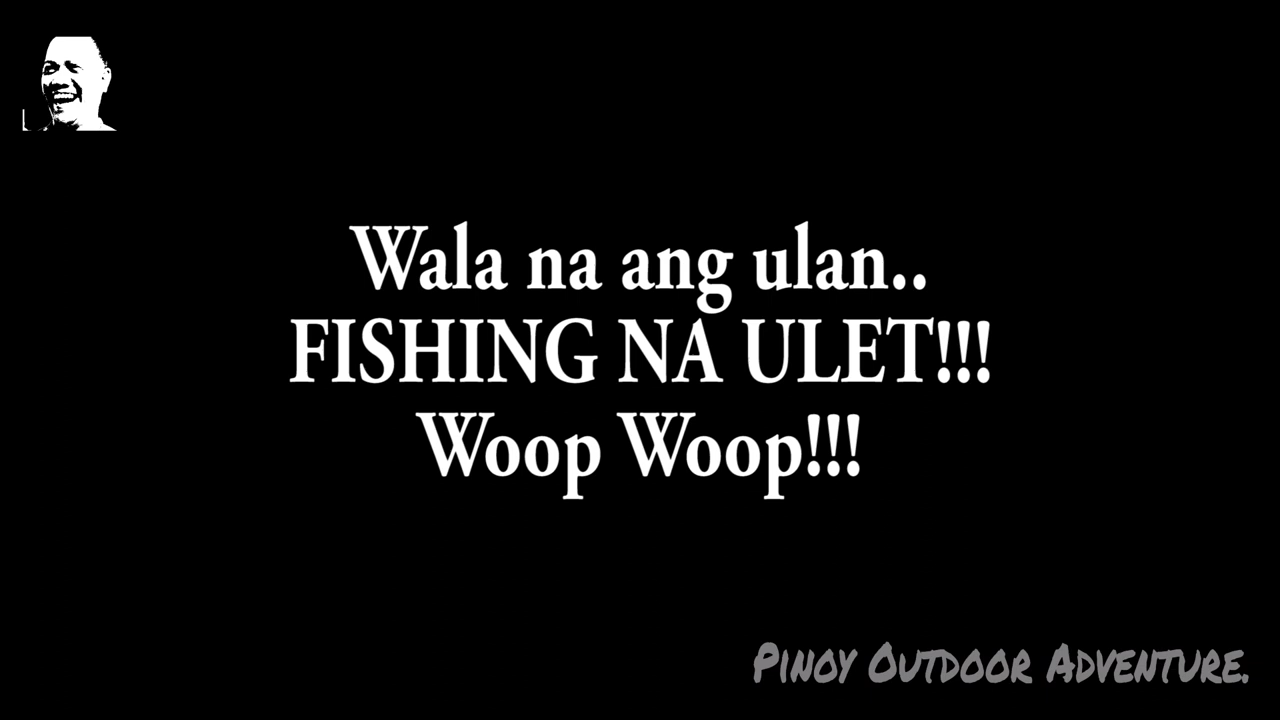 Wala na ang ulan..
FISHING NA ULET!!!
Woop Woop!!!
PINOY OUTDOOR ADVENTURE.